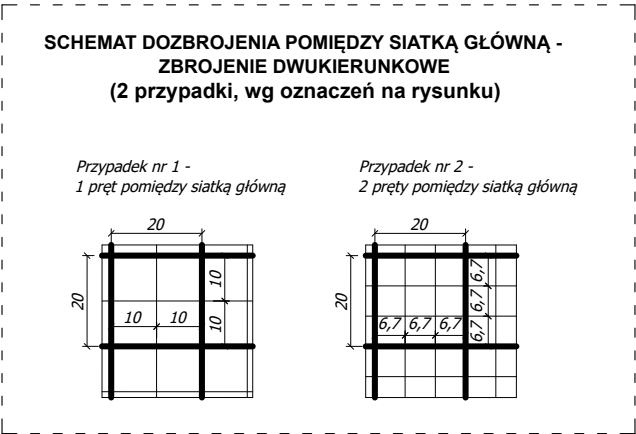 SCHEMAT DOZBROJENIA POMIĘDZY SIATKĄ GŁÓWNĄ -
ZBROJENIE DWUKIERUNKOWE
(2 przypadki, wg oznaczeń na rysunku)
Przypadek nr 1 -
1 pręt pomiędzy siatką główną
20
20
10
10
10
10
Przypadek nr 2 -
2 pręty pomiędzy siatką główną
20
20
6,7
6,7
6,7
6,7
6,7
6,7